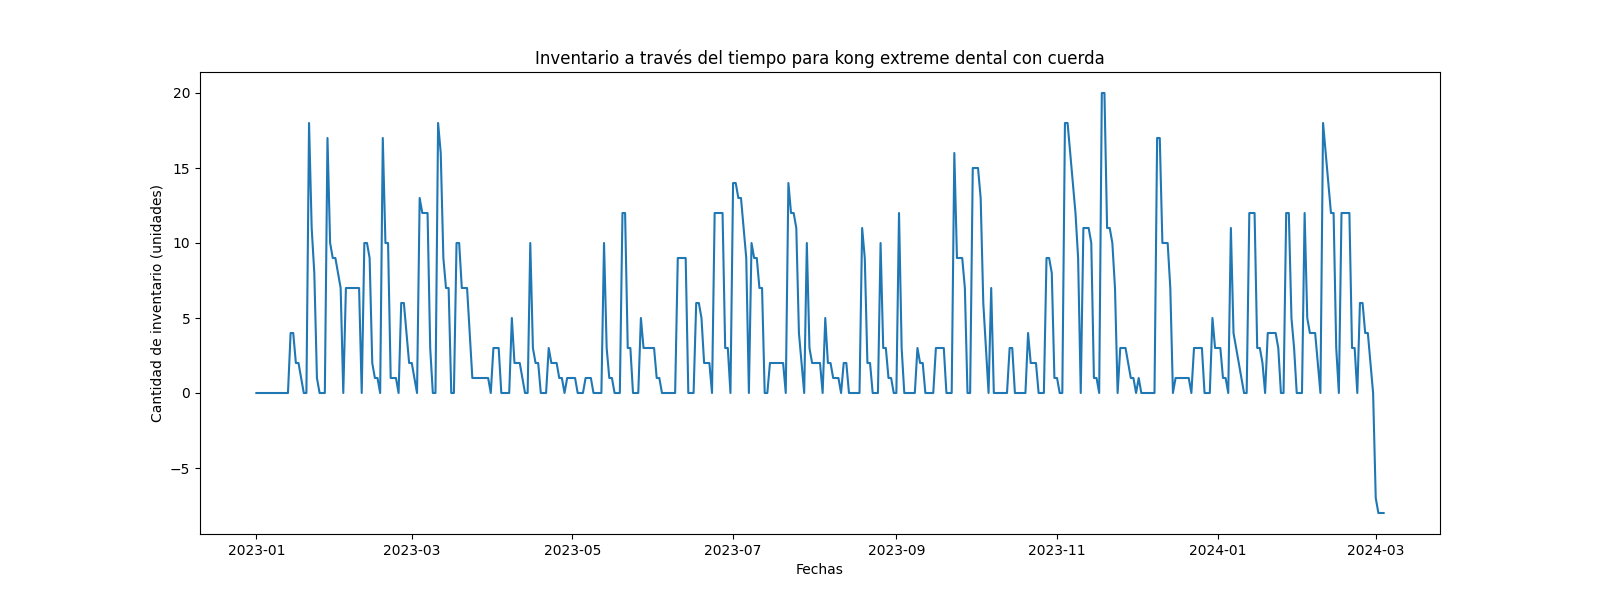 Inventario a través del tiempo para kong extreme dental con cuerda
Cantidad de inventario (unidades)
20
15
10
5
0
−5
2023-01 2023-03 2023-05 2023-07 2023-09 2023-11 2024-01 2024-03
Fechas